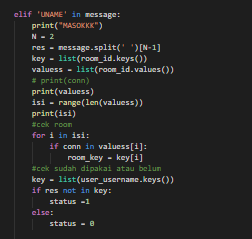 elif 'UNAME' in message:
print("MASOKKK")
N = 2
res = message.split(' ')[N-1]
key = list(room_id.keys())
valuess = list(room_id.values())
# print(conn)
print(valuess)
isi = range(len(valuess))
print(isi)
#cek room
for i in isi:
if conn in valuess[i]:
room_key = key[i]
#cek sudah dipakai atau belum
key = list(user_username.keys())
if res not in key:
status =1
else:
status = 0